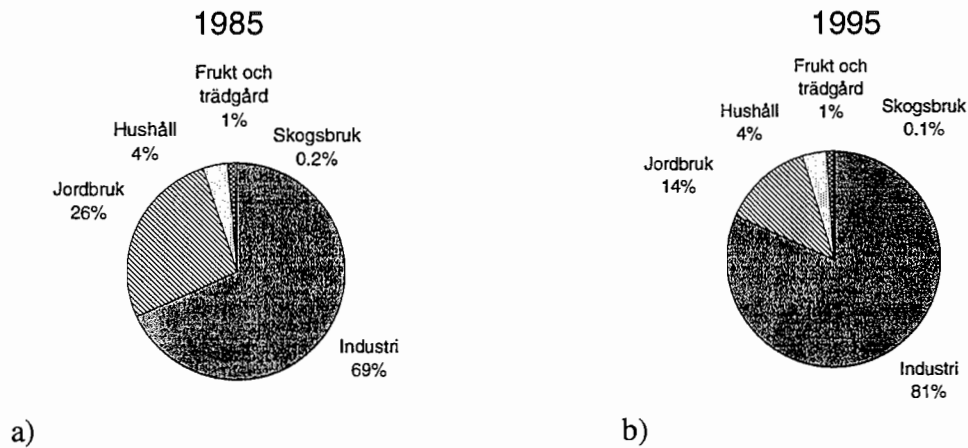 1985
Frukt och
trädgård
1%
Hushåll
4%
Skogsbruk
0.2%
Jordbruk
26%
Industri
69%
a)
1995
Frukt och
trädgård
1%
Hushåll
4%
Skogsbruk
0.1%
Jordbruk
14%
Industri
81%
b)